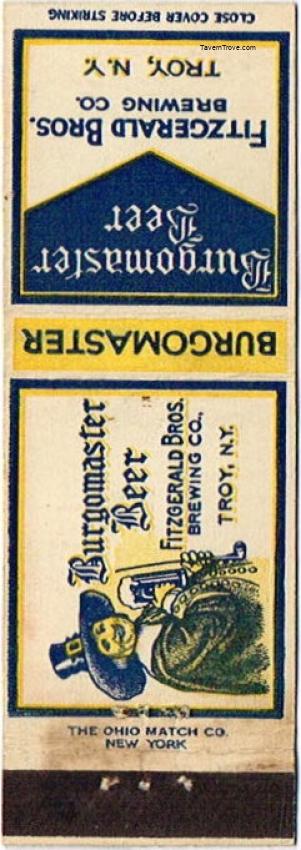 CLOSE COVER BEFORE STRIKING
TavernTrove.com
FITZGERALD BROS.
BREWING CO.
TROY, N.Y.
Burgomaster
Beer
BURGOMASTER
Burgomaster
Beer
FITZGERALD BROS.
BREWING CO.,
TROY, N.Y.
THE OHIO MATCH CO.
NEW YORK